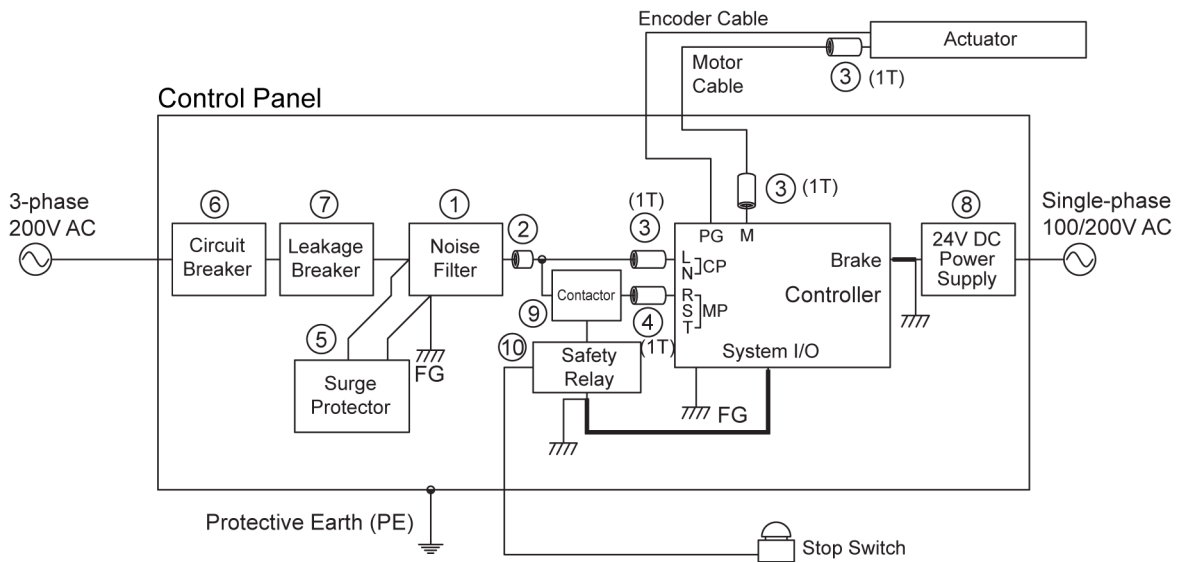 Encoder Cable
Actuator
Motor
Cable
③ (1T)
Control Panel
3-phase
200V AC
⑥
⑦
①
②
(1T)
③
③ (1T)
⑧
Single-phase
100/200V AC
Circuit
Breaker
Leakage
Breaker
Noise
Filter
PG M
L
N
CP
Brake
24V DC
Power
Supply
Contactor
R
S
T
MP
Controller
⑨
④
(1T)
⑤
⑩
FG
Surge
Protector
Safety
Relay
System I/O
FG
Protective Earth (PE)
Stop Switch